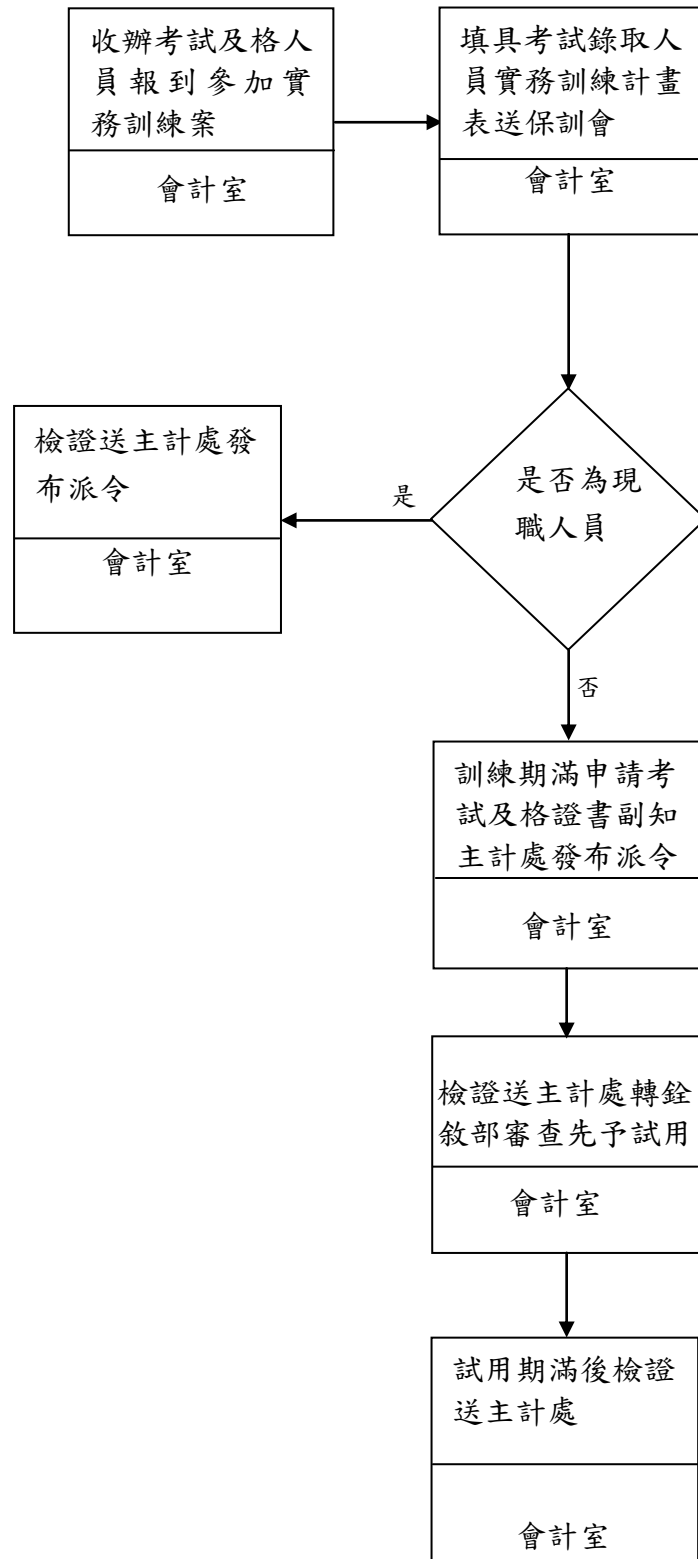 收辦考試及格人
員報到參加實
務訓練案
會計室
填具考試錄取人
員實務訓練計畫
表送保訓會
會計室
是否為現
職人員
是
檢證送主計處發
布派令
會計室
否
訓練期滿申請考
試及格證書副知
主計處發布派令
會計室
檢證送主計處轉銓
敘部審查先予試用
會計室
試用期滿後檢證
送主計處
會計室